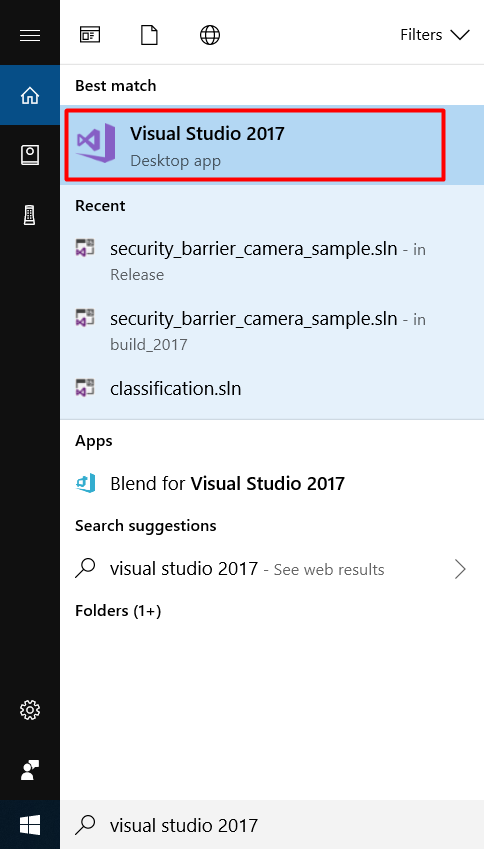 Filters
Best match
Visual Studio 2017
Desktop app
Recent
security_barrier_camera_sample.sln - in
Release
security_barrier_camera_sample.sln - in
build_2017
classification.sln
Apps
Blend for Visual Studio 2017
Search suggestions
visual studio 2017 - See web results
Folders (1+)
visual studio 2017